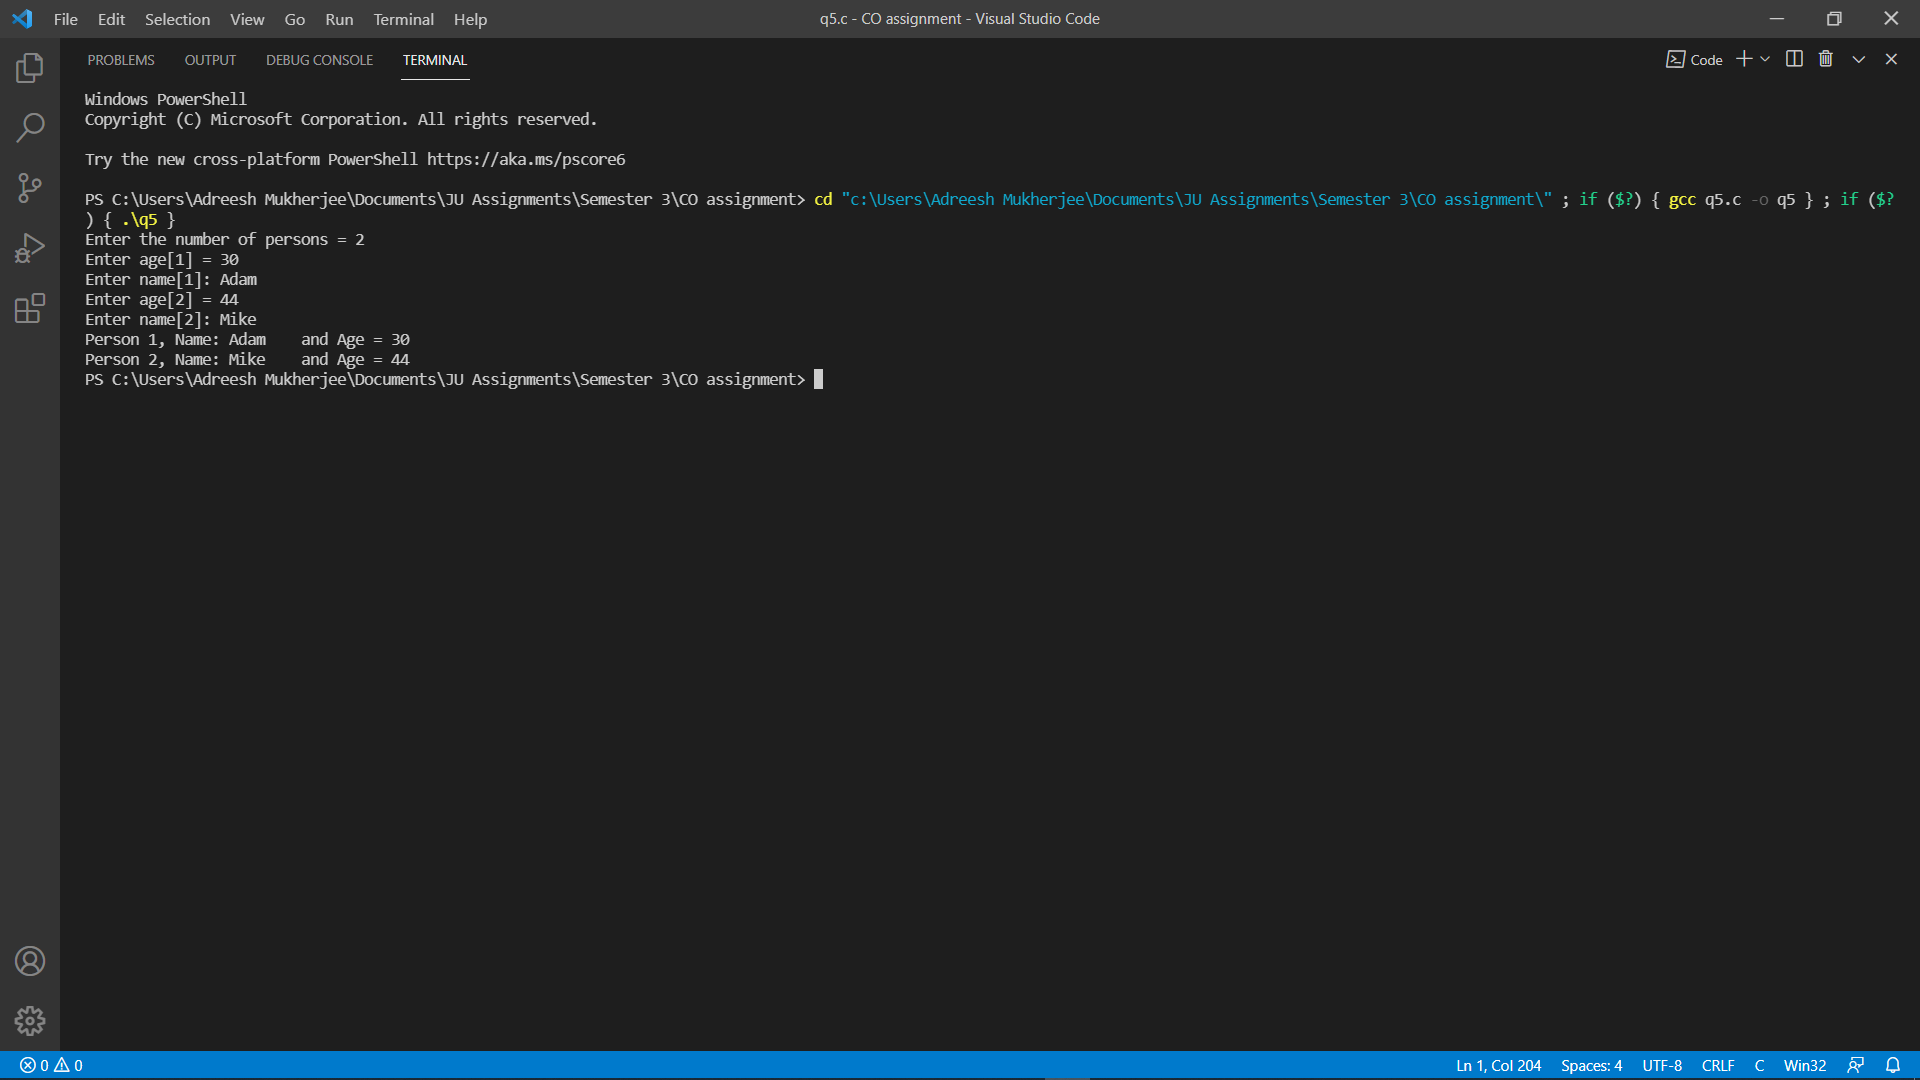 File Edit Selection View Go Run Terminal Help
q5.c - CO assignment - Visual Studio Code
PROBLEMS OUTPUT DEBUG CONSOLE TERMINAL
Code
Windows PowerShell
Copyright (C) Microsoft Corporation. All rights reserved.
Try the new cross-platform PowerShell https://aka.ms/pscore6
PS C:\Users\Adreesh Mukherjee\Documents\JU Assignments\Semester 3\CO assignment> cd "c:\Users\Adreesh Mukherjee\Documents\JU Assignments\Semester 3\CO assignment\" ; if ($?) { gcc q5.c -o q5 } ; if ($?
) { .\q5 }
Enter the number of persons = 2
Enter age[1] = 30
Enter name[1]: Adam
Enter age[2] = 44
Enter name[2]: Mike
Person 1, Name: Adam    and Age = 30
Person 2, Name: Mike    and Age = 44
PS C:\Users\Adreesh Mukherjee\Documents\JU Assignments\Semester 3\CO assignment>
0 0
Ln 1, Col 204 Spaces: 4 UTF-8 CRLF C Win32